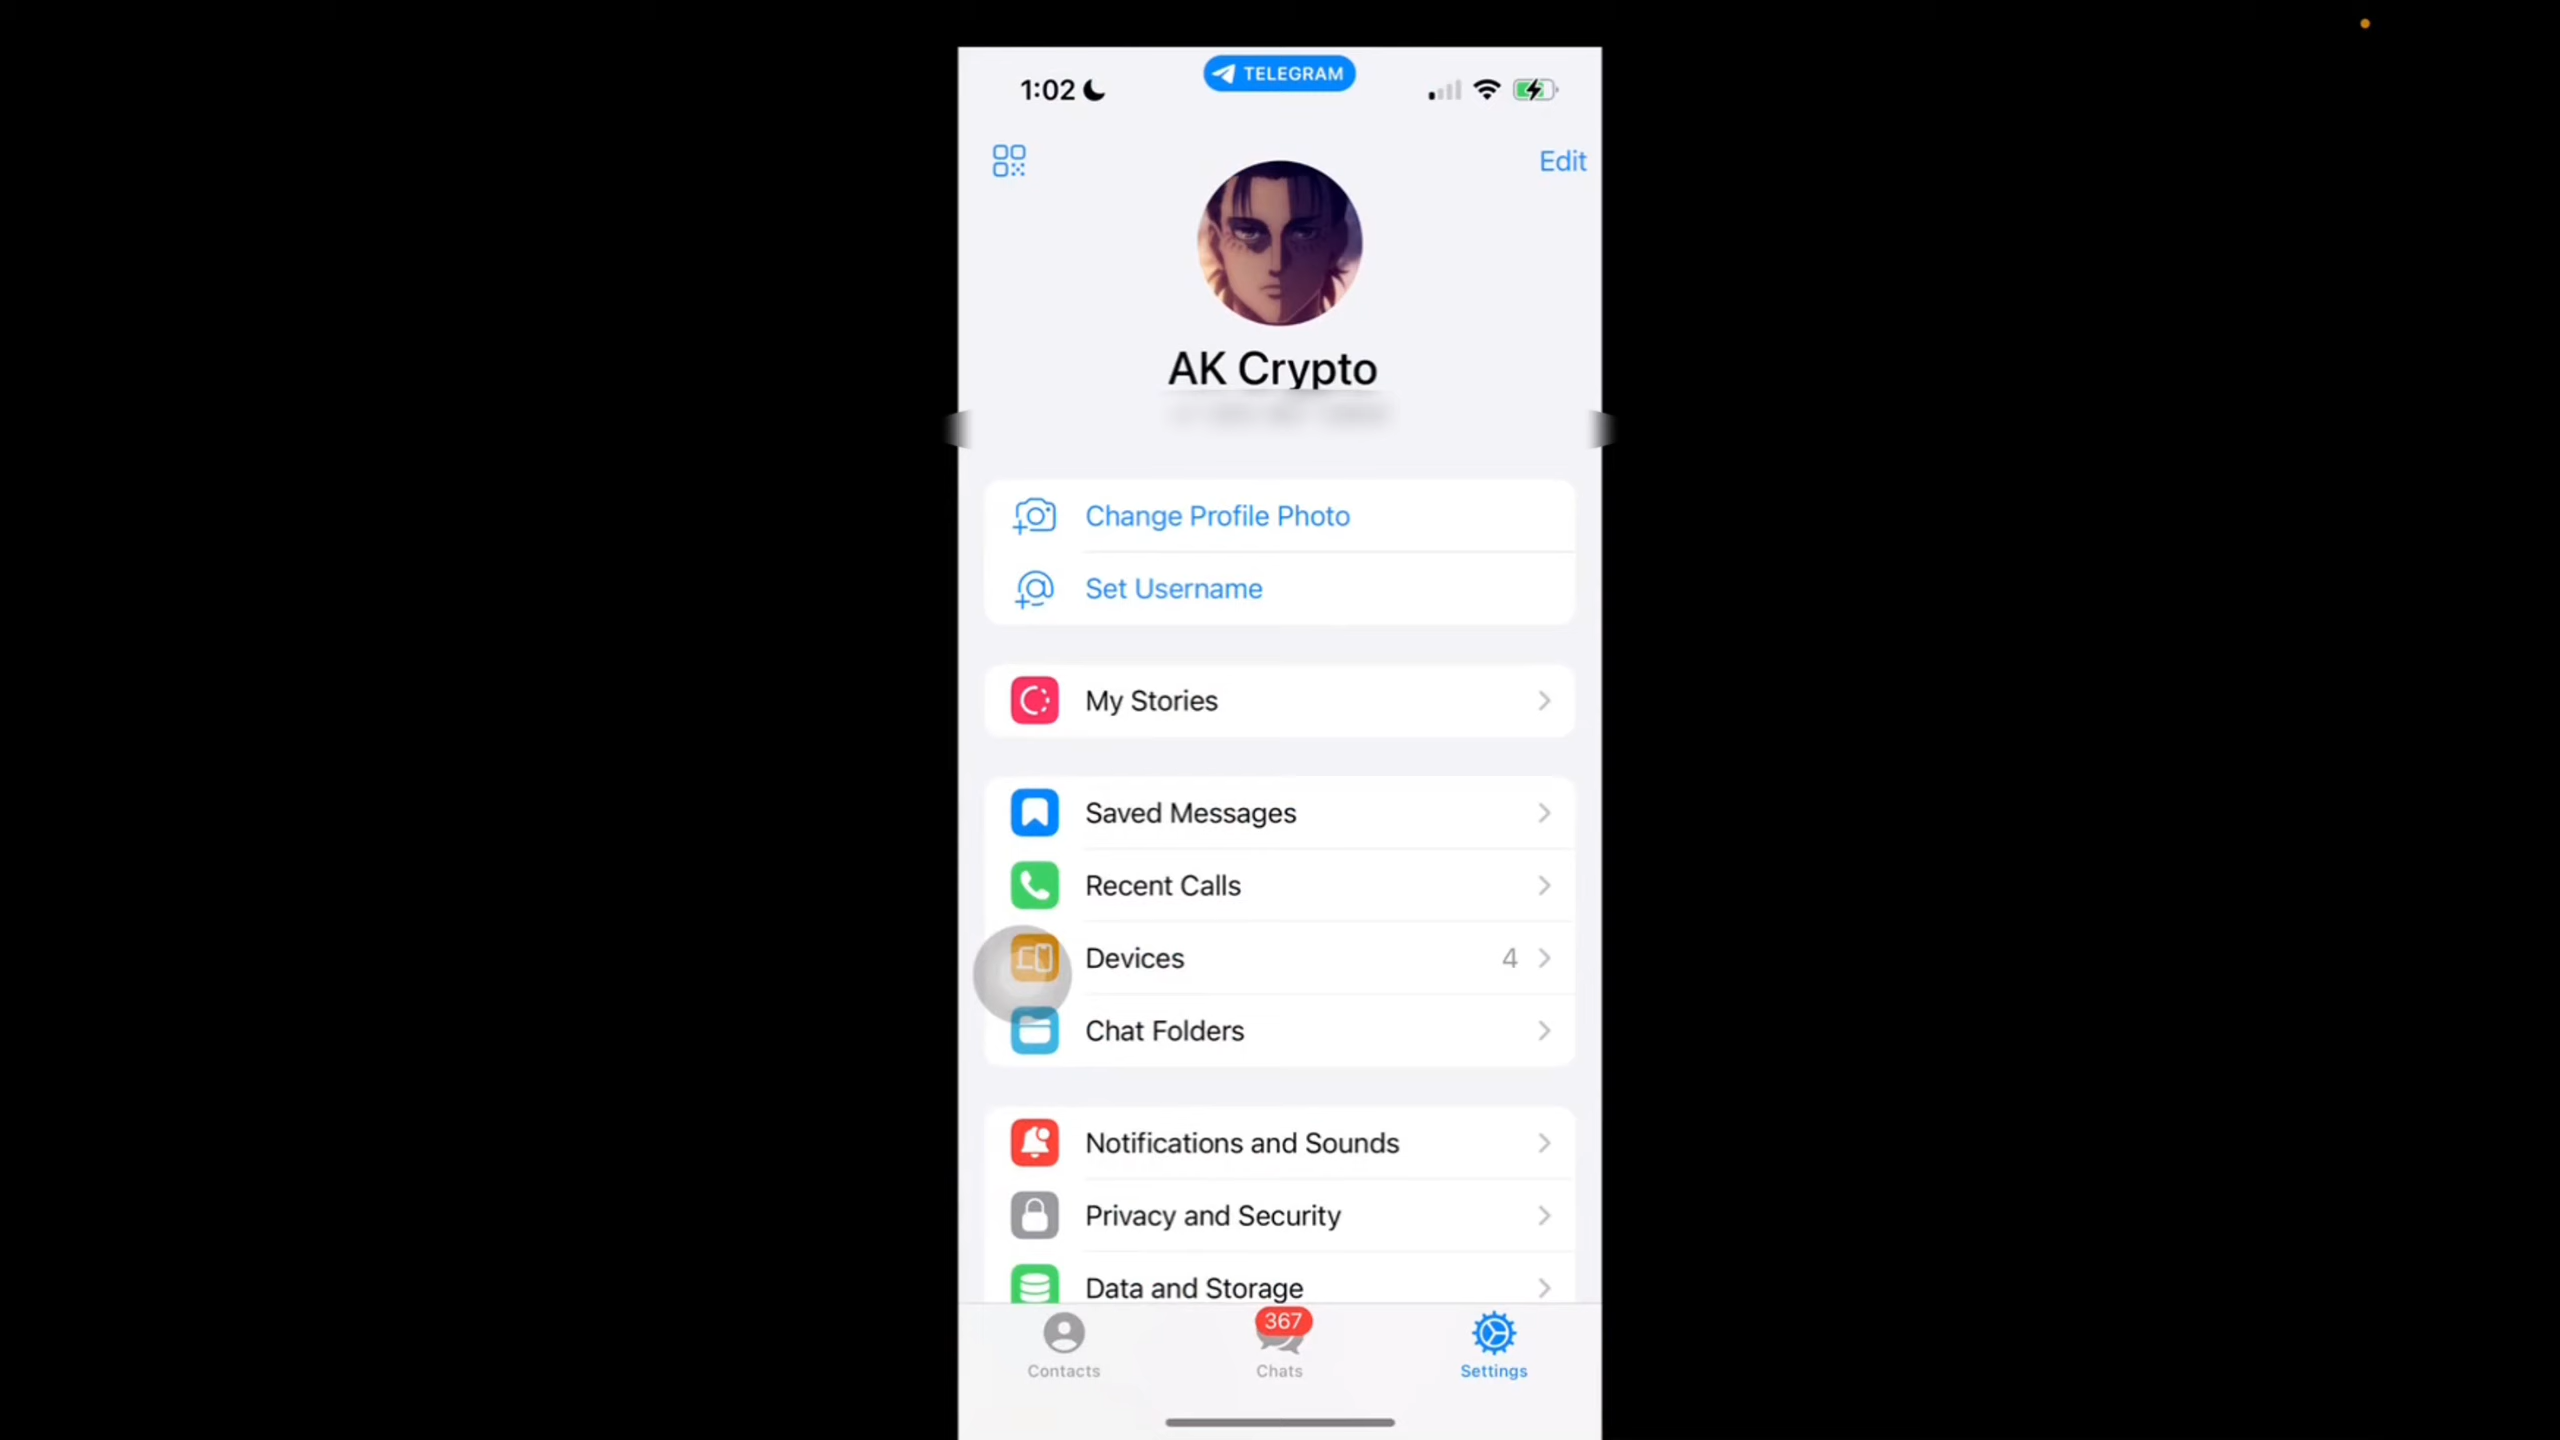 1:02
TELEGRAM
Edit
AK Crypto
Change Profile Photo
Set Username
My Stories
Saved Messages
Recent Calls
Devices 4
Chat Folders
Notifications and Sounds
Privacy and Security
Data and Storage
367
Contacts Chats Settings